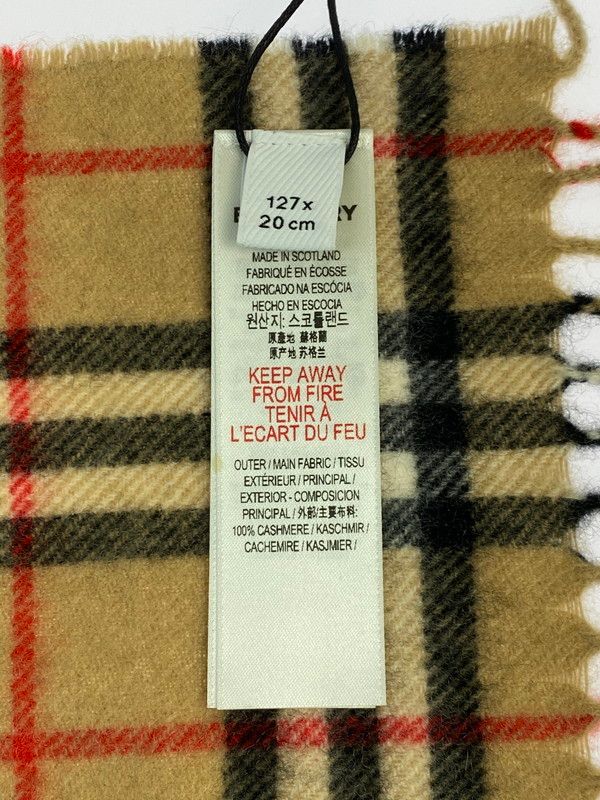 127 x
20 cm
MADE IN SCOTLAND
FABRIQUÉ EN ÉCOSSE
FABRICADO NA ESCÓCIA
HECHO EN ESCOCIA
원산지: 스코틀랜드
原產地 蘇格蘭
原产地 苏格兰
KEEP AWAY
FROM FIRE
TENIR À
L'ECART DU FEU
OUTER / MAIN FABRIC / TISSU
EXTÉRIEUR / PRINCIPAL /
EXTERIOR - COMPOSICION
PRINCIPAL / 外部/主要布料:
100% CASHMERE / KASCHMIR /
CACHEMIRE / KASJMIER /